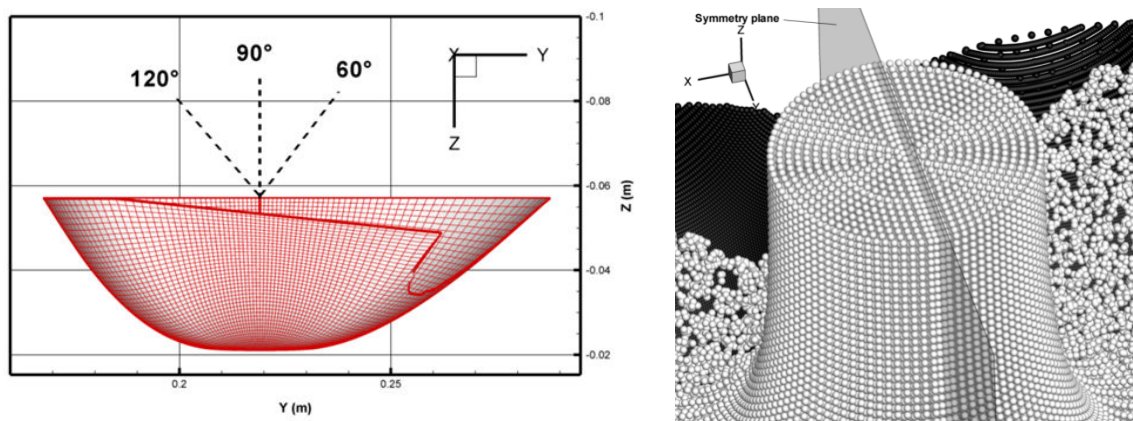 -0.1
90°
120°
60°
X
Y
Z
-0.08
-0.06
Z (m)
-0.04
-0.02
0.2
0.25
Y (m)
Symmetry plane
Z
X
Y